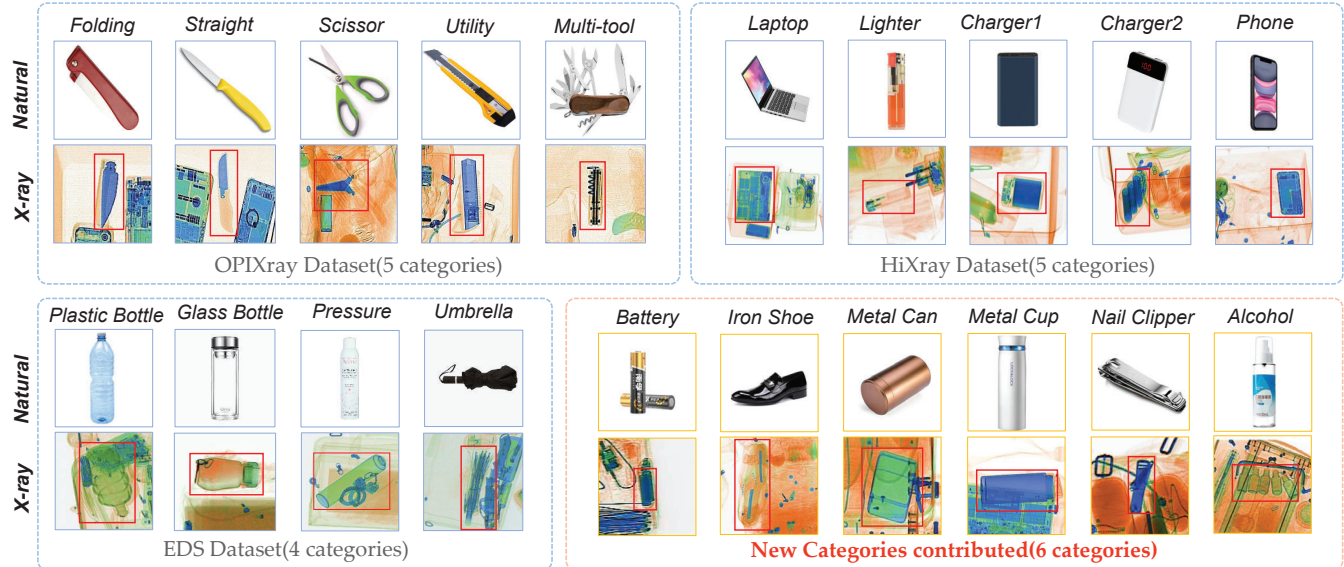 Folding Straight Scissor Utility Multi-tool
Natural
X-ray
OPIXray Dataset(5 categories)
Laptop Lighter Charger1 Charger2 Phone
HiXray Dataset(5 categories)
Plastic Bottle Glass Bottle Pressure Umbrella
Natural
X-ray
EDS Dataset(4 categories)
Battery Iron Shoe Metal Can Metal Cup Nail Clipper Alcohol
New Categories contributed(6 categories)